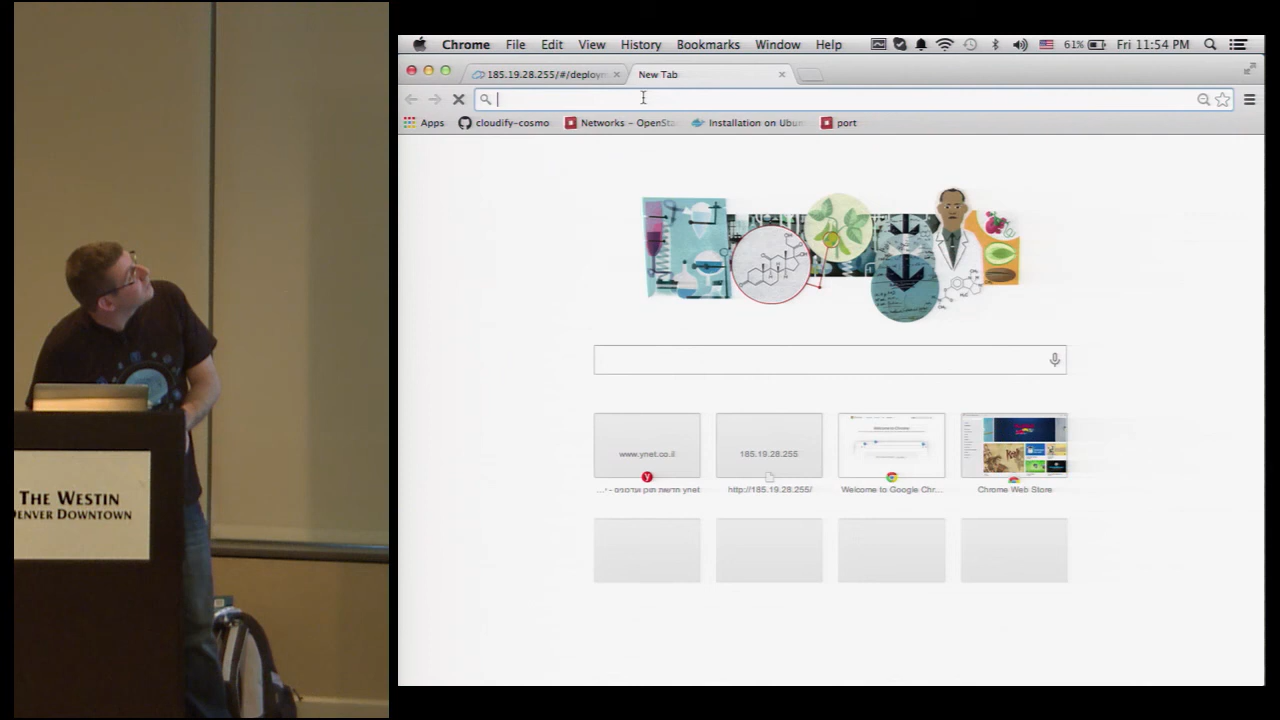 Chrome File Edit View History Bookmarks Window Help 61% Fri 11:54 PM
185.19.28.255/#/deploym New Tab
Apps cloudify-cosmo Networks - OpenSta Installation on Ubun port
www.ynet.co.il 185.19.28.255
http://185.19.28.255/ Welcome to Google Chr... Chrome Web Store
THE WESTIN
DENVER DOWNTOWN